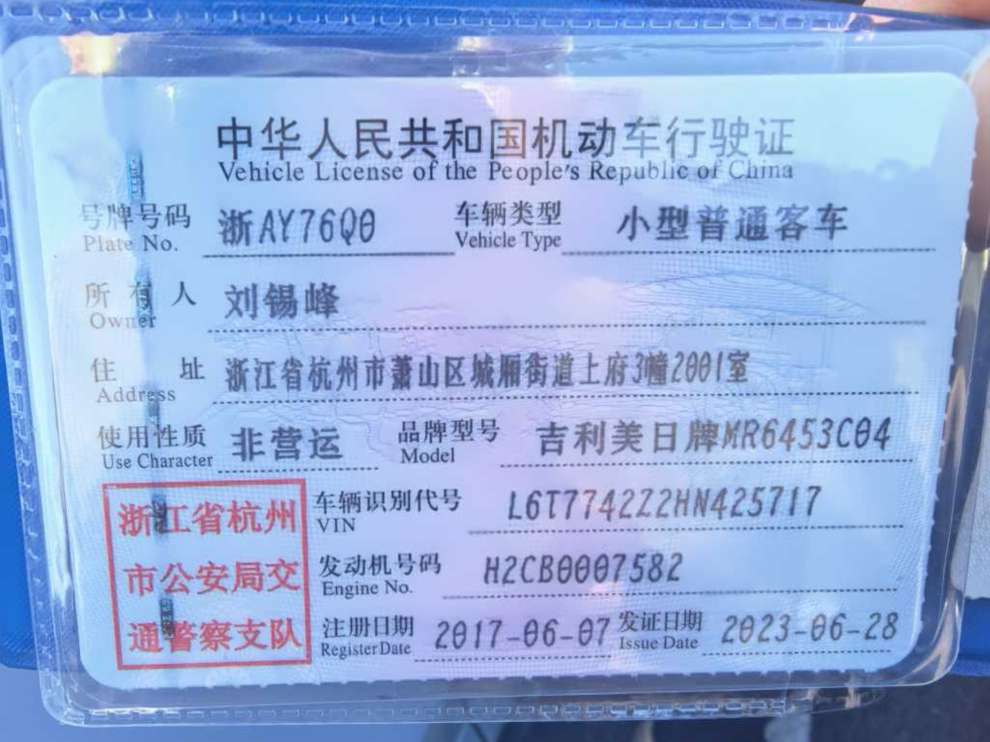 中华人民共和国机动车行驶证
Vehicle License of the People's Republic of China
号牌号码 浙AY76Q0 车辆类型 小型普通客车
Plate No. Vehicle Type
所有人 刘锡峰
Owner
住址 浙江省杭州市萧山区城厢街道上府3幢2001室
Address
使用性质 非营运 品牌型号 吉利美日牌MR6453C04
Use Character Model
浙江省杭州
市公安局交
通警察支队
车辆识别代号 L6T7742Z2HN425717
VIN
发动机号码 H2CB0007582
Engine No.
注册日期 2017-06-07 发证日期 2023-06-28
Register Date Issue Date